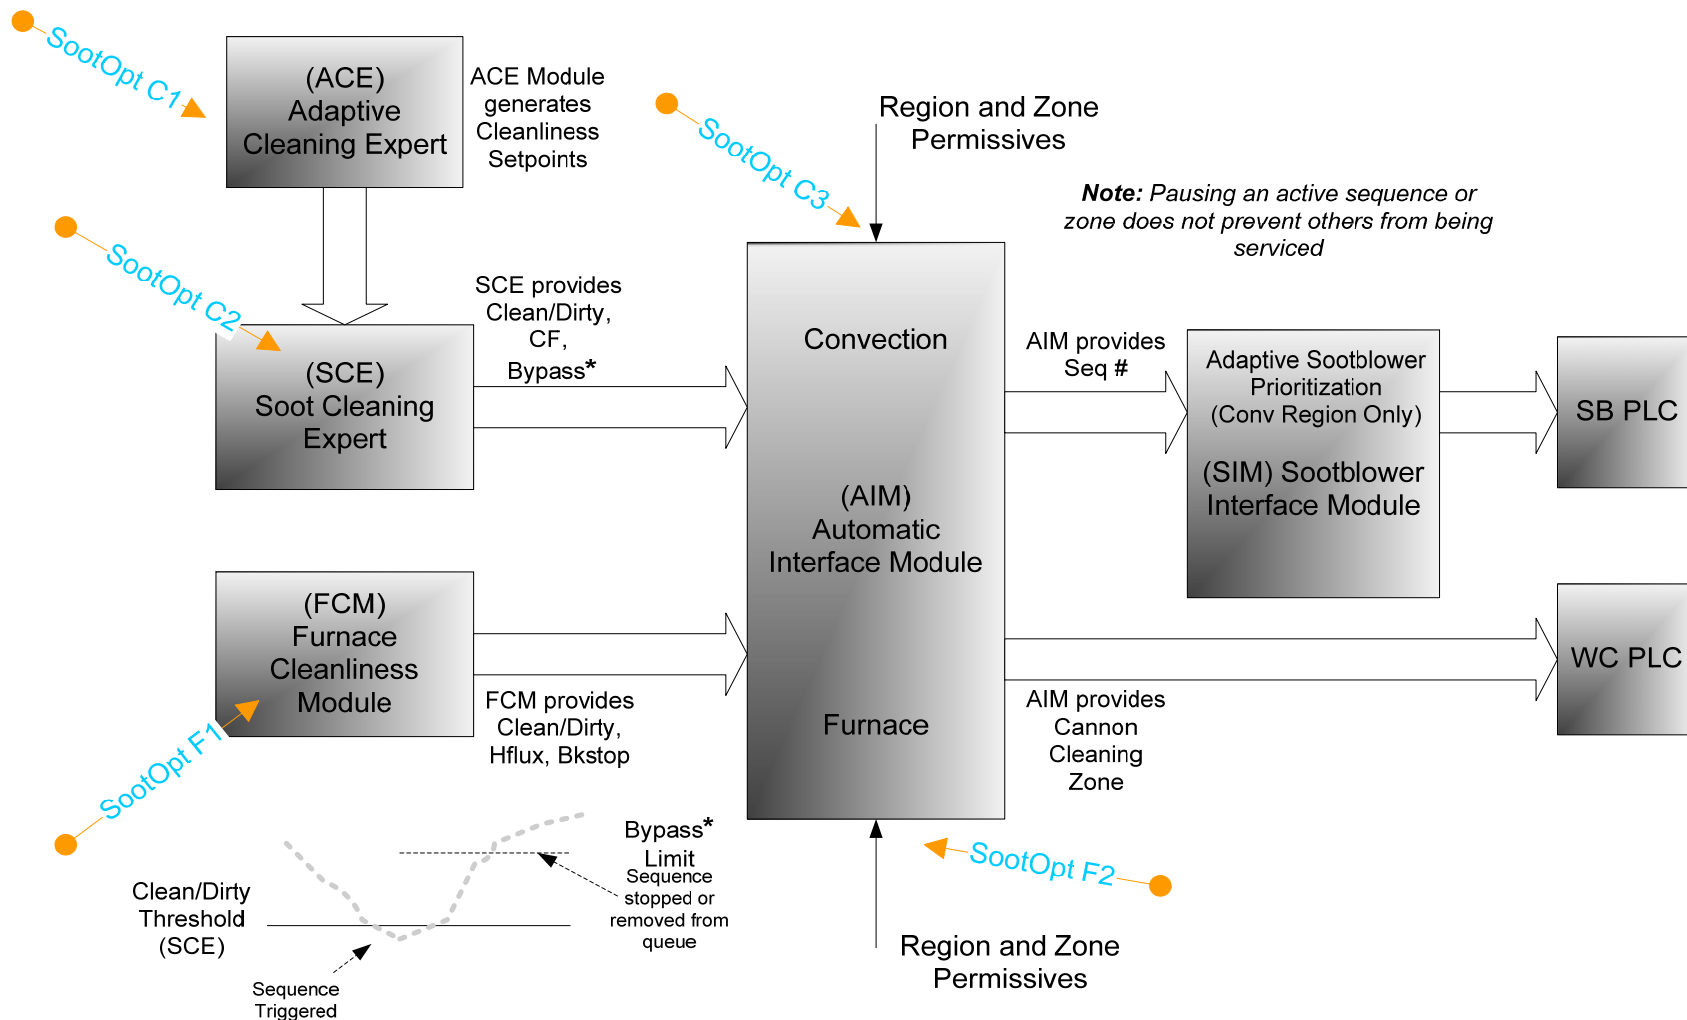 SootOpt C1
(ACE)
Adaptive
Cleaning Expert
ACE Module
generates
Cleanliness
Setpoints
SootOpt C3
Region and Zone
Permissives
Note: Pausing an active sequence or
zone does not prevent others from being
serviced
SootOpt C2
(SCE)
Soot Cleaning
Expert
SCE provides
Clean/Dirty,
CF,
Bypass*
Convection
(AIM)
Automatic
Interface Module
Furnace
AIM provides
Seq #
Adaptive Sootblower
Prioritization
(Conv Region Only)
(SIM) Sootblower
Interface Module
SB PLC
(FCM)
Furnace
Cleanliness
Module
SootOpt F1
FCM provides
Clean/Dirty,
Hflux, Bkstop
AIM provides
Cannon
Cleaning
Zone
WC PLC
SootOpt F2
Region and Zone
Permissives
Clean/Dirty
Threshold
(SCE)
Bypass*
Limit
Sequence
stopped or
removed from
queue
Sequence
Triggered